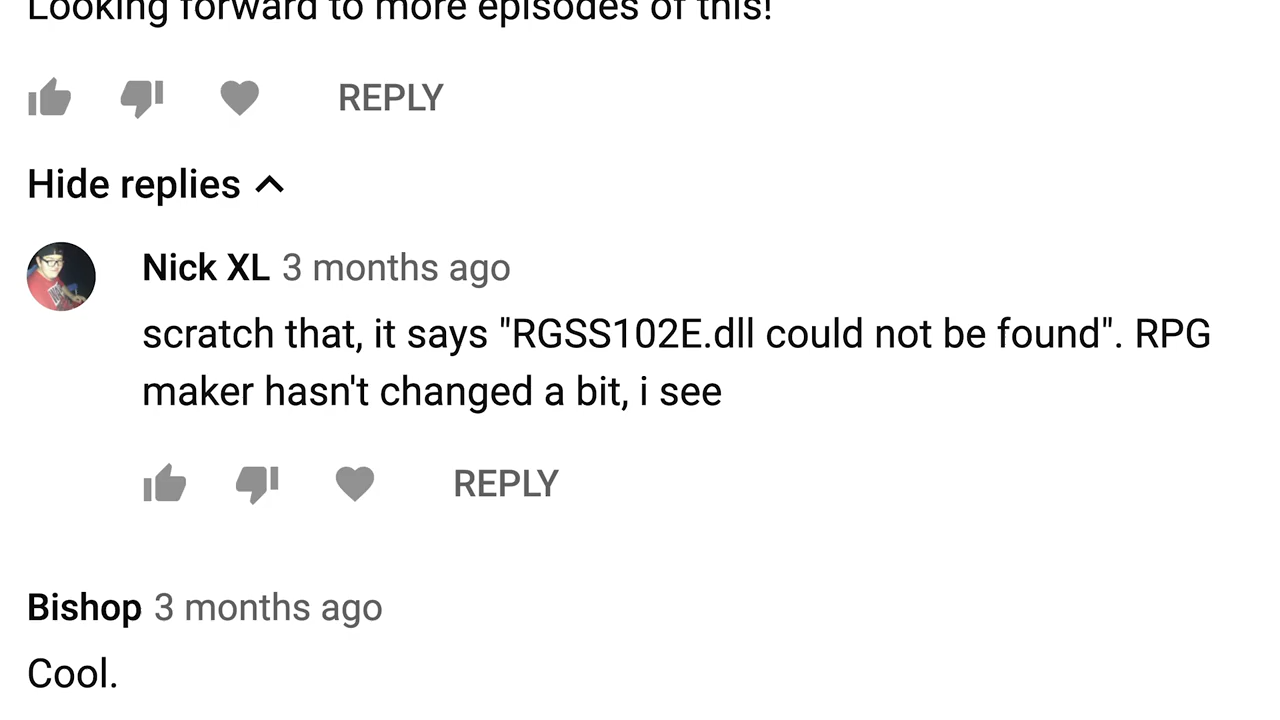 Looking forward to more episodes of this!
REPLY
Hide replies
Nick XL 3 months ago
scratch that, it says "RGSS102E.dll could not be found". RPG
maker hasn't changed a bit, i see
REPLY
Bishop 3 months ago
Cool.